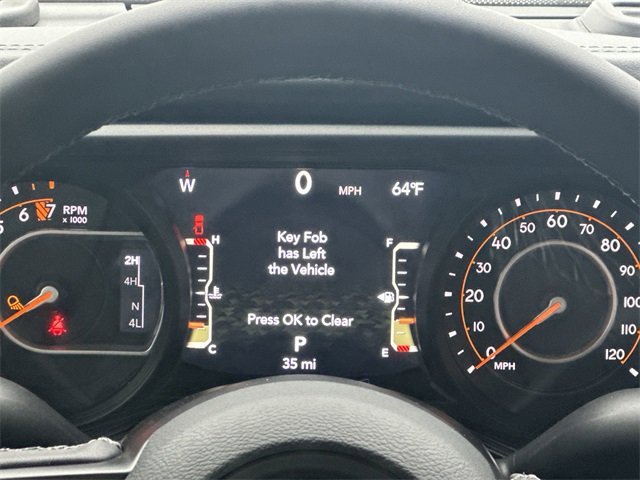 W 0 MPH 64°F
6 7 RPM
x 1000
H
Key Fob
has Left
the Vehicle
F
2H
4H
N
4L
Press OK to Clear
C
P
E
35 mi
0 10 20 30 40 50 60 70 80 90 100 110 120
MPH